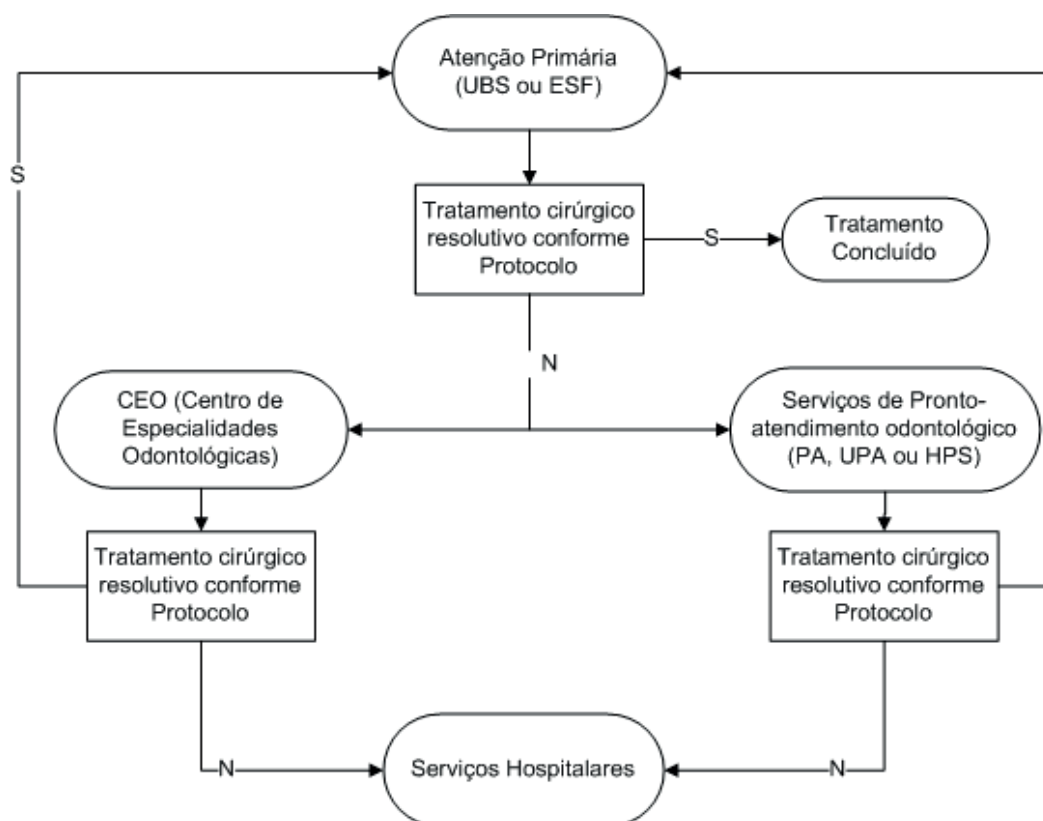 Atenção Primária
(UBS ou ESF)
S
Tratamento cirúrgico
resolutivo conforme
Protocolo
S
Tratamento
Concluído
N
CEO (Centro de
Especialidades
Odontológicas)
Serviços de Pronto-
atendimento odontológico
(PA, UPA ou HPS)
Tratamento cirúrgico
resolutivo conforme
Protocolo
Tratamento cirúrgico
resolutivo conforme
Protocolo
N
Serviços Hospitalares
N